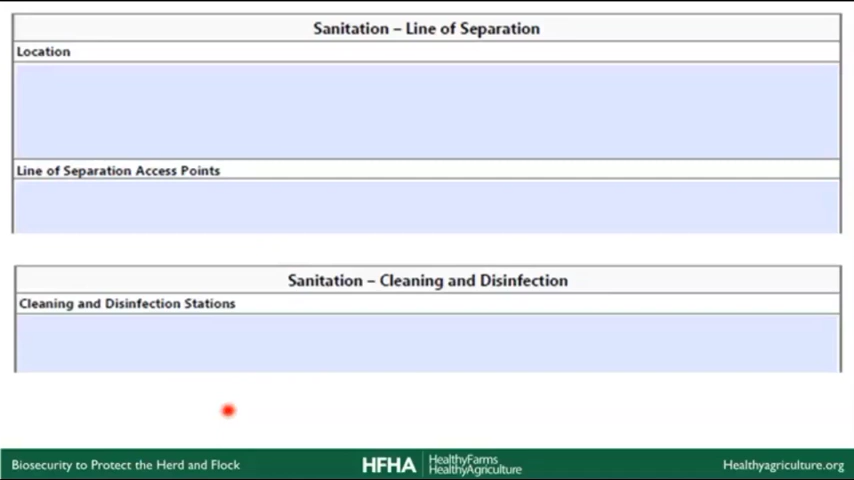 Sanitation – Line of Separation
Location
Line of Separation Access Points
Sanitation – Cleaning and Disinfection
Cleaning and Disinfection Stations
Biosecurity to Protect the Herd and Flock
HFHA
HealthyFarms
HealthyAgriculture
Healthyagriculture.org